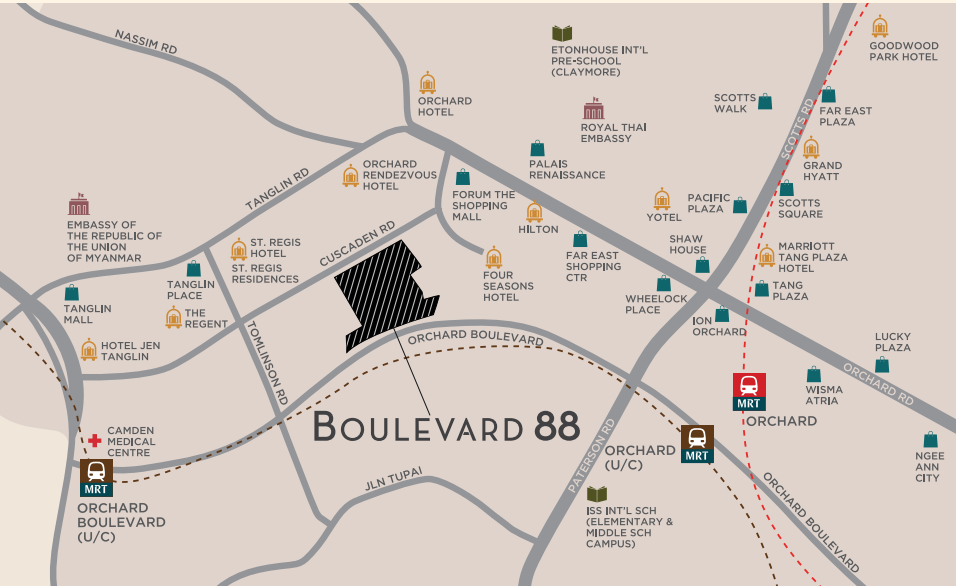 NASSIM RD
ETONHOUSE INT'L
PRE-SCHOOL
(CLAYMORE)
GOODWOOD
PARK HOTEL
ORCHARD
HOTEL
ROYAL THAI
EMBASSY
SCOTTS
WALK
SCOTTS RD
FAR EAST
PLAZA
ORCHARD
RENDEZVOUS
HOTEL
PALAIS
RENAISSANCE
GRAND
HYATT
TANGLIN RD
FORUM THE
SHOPPING
MALL
HILTON
YOTEL
PACIFIC
PLAZA
SCOTTS
SQUARE
EMBASSY OF
THE REPUBLIC OF
THE UNION
OF MYANMAR
ST. REGIS
HOTEL
ST. REGIS
RESIDENCES
CUSCADEN RD
FAR EAST
SHOPPING
CTR
SHAW
HOUSE
MARRIOTT
TANG PLAZA
HOTEL
TANGLIN
PLACE
FOUR
SEASONS
HOTEL
WHEELOCK
PLACE
TANG
PLAZA
TANGLIN
MALL
THE
REGENT
ION
ORCHARD
HOTEL JEN
TANGLIN
TOMLINSON RD
ORCHARD BOULEVARD
LUCKY
PLAZA
ORCHARD RD
WISMA
ATRIA
MRT
ORCHARD
BOULEVARD 88
CAMDEN
MEDICAL
CENTRE
PATERSON RD
ORCHARD
(U/C)
MRT
NGEE
ANN
CITY
MRT
ORCHARD
BOULEVARD
(U/C)
JLN TUPAI
ISS INT'L SCH
(ELEMENTARY &
MIDDLE SCH
CAMPUS)
ORCHARD BOULEVARD